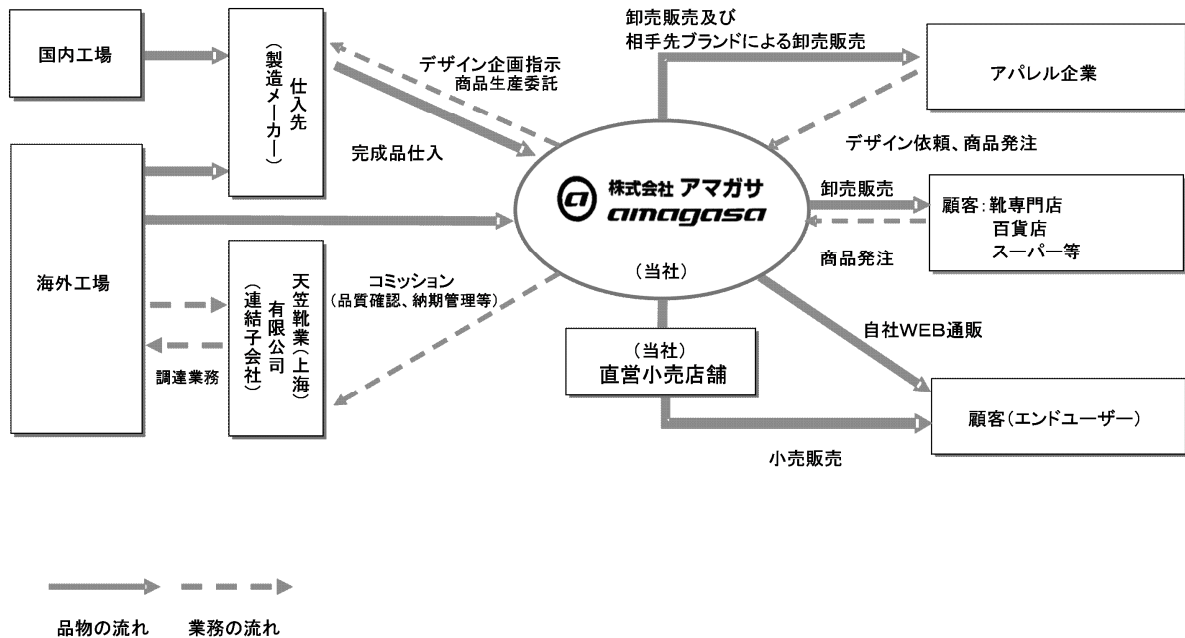 国内工場
仕入先
（製造メーカー）
デザイン企画指示
商品生産委託
完成品仕入
卸売販売及び
相手先ブランドによる卸売販売
アパレル企業
デザイン依頼、商品発注
海外工場
株式会社 アマガサ
amagasa
（当社）
卸売販売
商品発注
顧客：靴専門店
百貨店
スーパー等
天笠靴業（上海）
有限公司
（連結子会社）
調達業務
コミッション
（品質確認、納期管理等）
（当社）
直営小売店舗
自社WEB通販
顧客（エンドユーザー）
小売販売
品物の流れ
業務の流れ